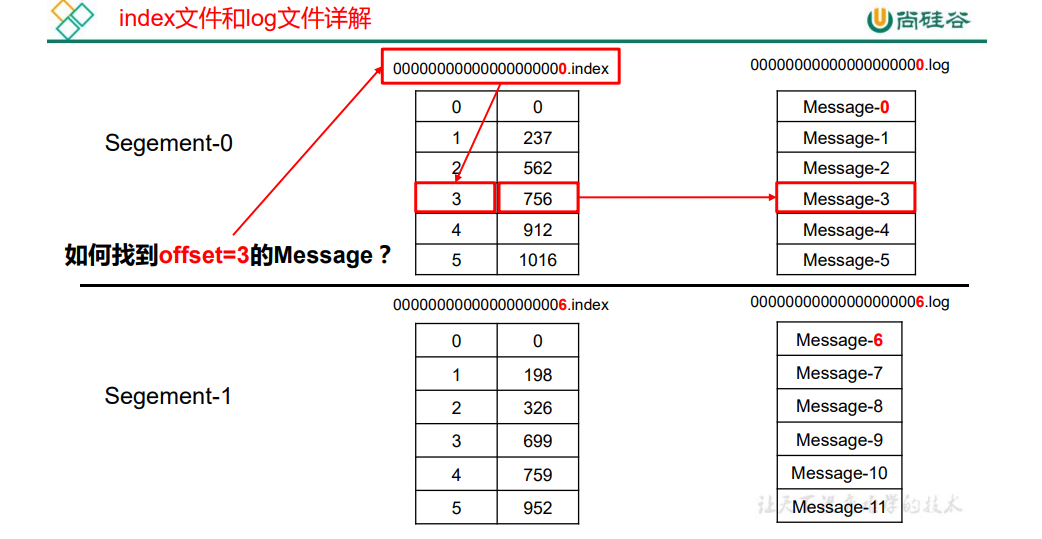 index文件和log文件详解
尚硅谷
00000000000000000000.index
00000000000000000000.log
Segement-0
0 0
1 237
2 562
3 756
4 912
5 1016
Message-0
Message-1
Message-2
Message-3
Message-4
Message-5
如何找到offset=3的Message？
00000000000000000006.index
00000000000000000006.log
Segement-1
0 0
1 198
2 326
3 699
4 759
5 952
Message-6
Message-7
Message-8
Message-9
Message-10
Message-11
让天下没有难学的技术